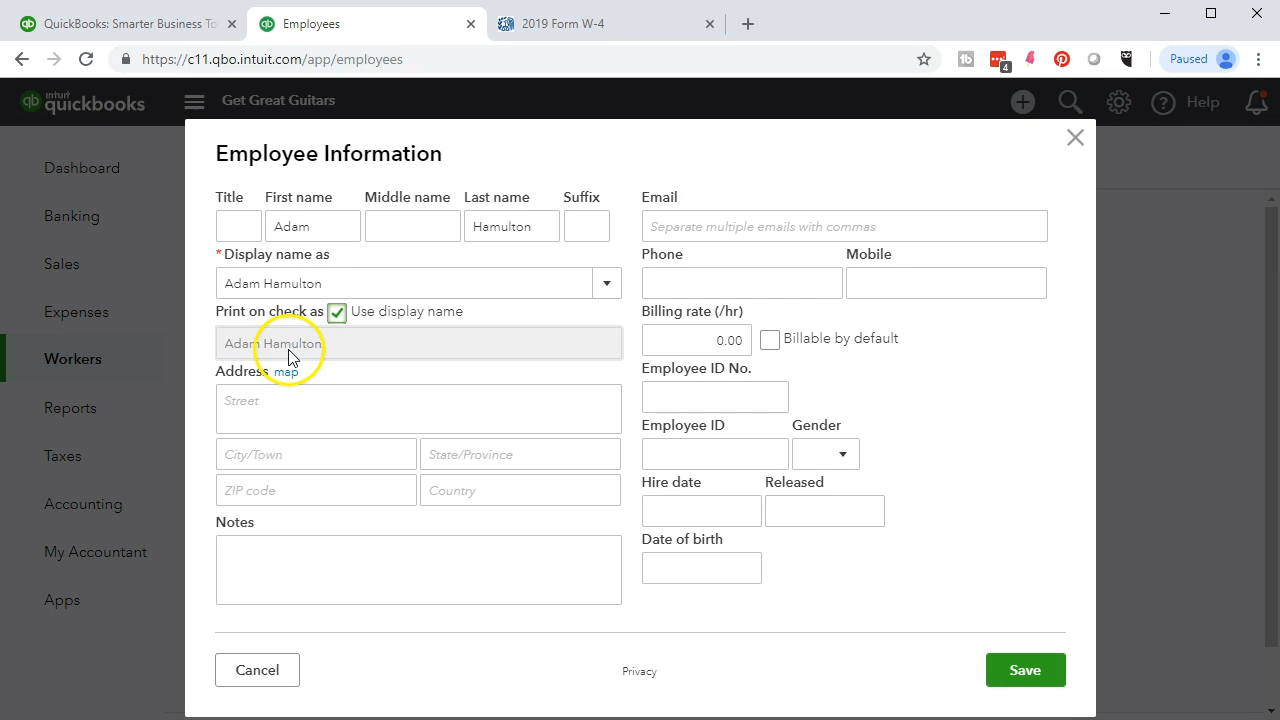 QuickBooks: Smarter Business To
Employees
2019 Form W-4
https://c11.qbo.intuit.com/app/employees
4
Paused
intuit
quickbooks
Get Great Guitars
Help
Dashboard
Banking
Sales
Expenses
Workers
Reports
Taxes
Accounting
My Accountant
Apps
Employee Information
Title First name Middle name Last name Suffix
Adam Hamulton
* Display name as
Adam Hamulton
Print on check as Use display name
Adam Hamulton
Address map
Street
City/Town State/Province
ZIP code Country
Notes
Email
Separate multiple emails with commas
Phone Mobile
Billing rate (/hr)
0.00 Billable by default
Employee ID No.
Employee ID Gender
Hire date Released
Date of birth
Cancel Privacy Save